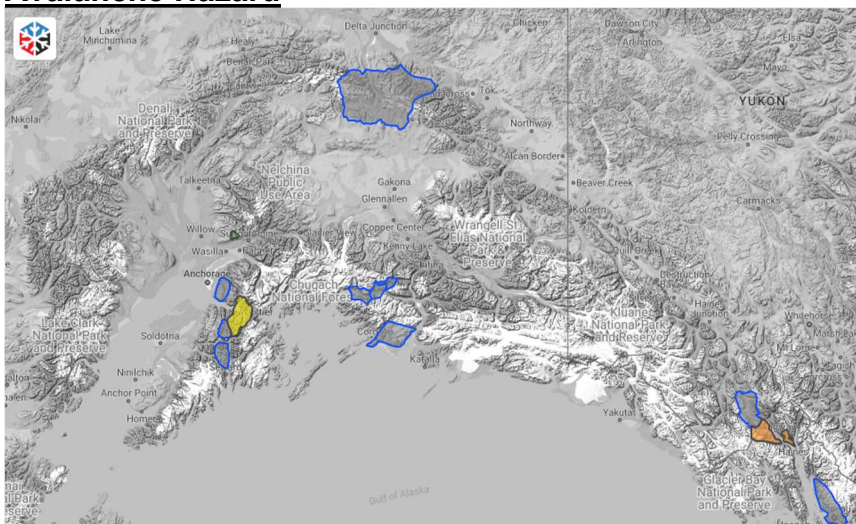 Avalanche Hazard
Lake
Minchumina
Healy
Delta Junction
Chicken
Dawson City
Arlington
Elsa
Mayo
Tok
YUKON
Nikolai
Denali
National Park
and Preserve
Northway
Pelly Crossing
Alcan Border
Talkeetna
Nelchina
Public
Use Area
Gakona
Glennallen
Beaver Creek
Carmacks
Koidern
Willow
Copper Center
Kenny Lake
Wrangell St.
Elias National
Park &
Preserve
Wasilla
Anchorage
Chugach
National Forest
Destruction
Haines
Junction
Kluane
National Park
and Reserve
Whitehorse
Lake Clark
National Park
and Preserve
Soldotna
Katalla
Ninilchik
Anchor Point
Homer
Yakutat
Haines
Glacier Bay
National Park
and Preserve
Gulf of Alaska